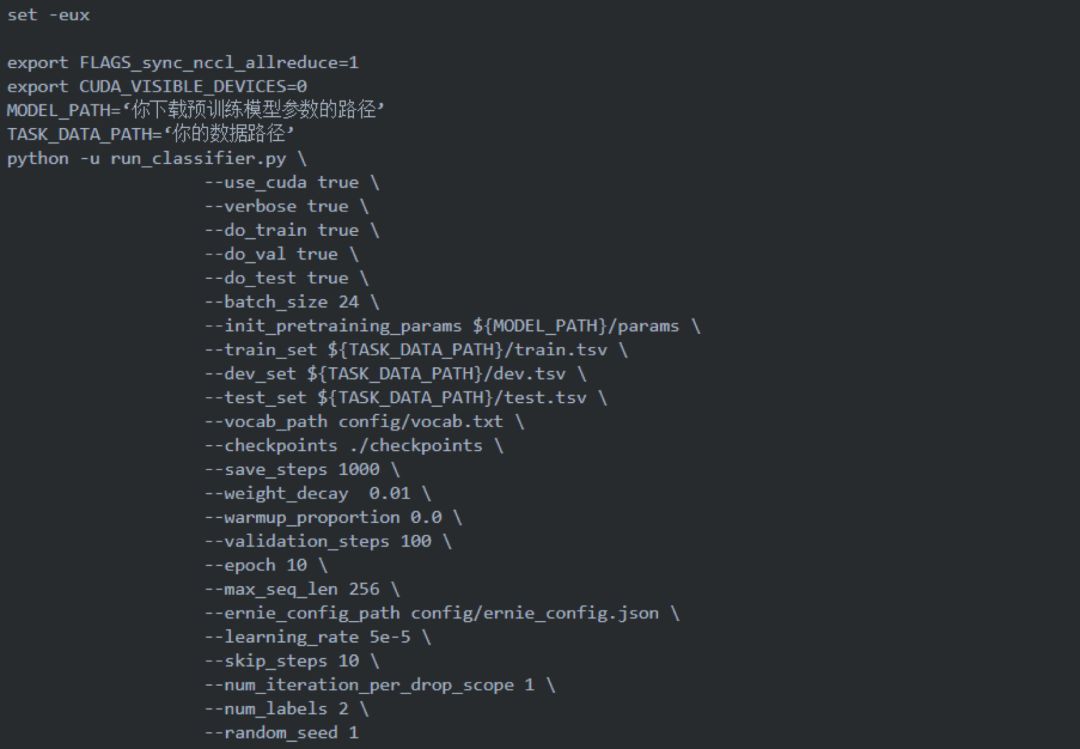 set -eux
export FLAGS_sync_nccl_allreduce=1
export CUDA_VISIBLE_DEVICES=0
MODEL_PATH=‘你下载预训练模型参数的路径’
TASK_DATA_PATH=‘你的数据路径’
python -u run_classifier.py \
--use_cuda true \
--verbose true \
--do_train true \
--do_val true \
--do_test true \
--batch_size 24 \
--init_pretraining_params ${MODEL_PATH}/params \
--train_set ${TASK_DATA_PATH}/train.tsv \
--dev_set ${TASK_DATA_PATH}/dev.tsv \
--test_set ${TASK_DATA_PATH}/test.tsv \
--vocab_path config/vocab.txt \
--checkpoints ./checkpoints \
--save_steps 1000 \
--weight_decay  0.01 \
--warmup_proportion 0.0 \
--validation_steps 100 \
--epoch 10 \
--max_seq_len 256 \
--ernie_config_path config/ernie_config.json \
--learning_rate 5e-5 \
--skip_steps 10 \
--num_iteration_per_drop_scope 1 \
--num_labels 2 \
--random_seed 1